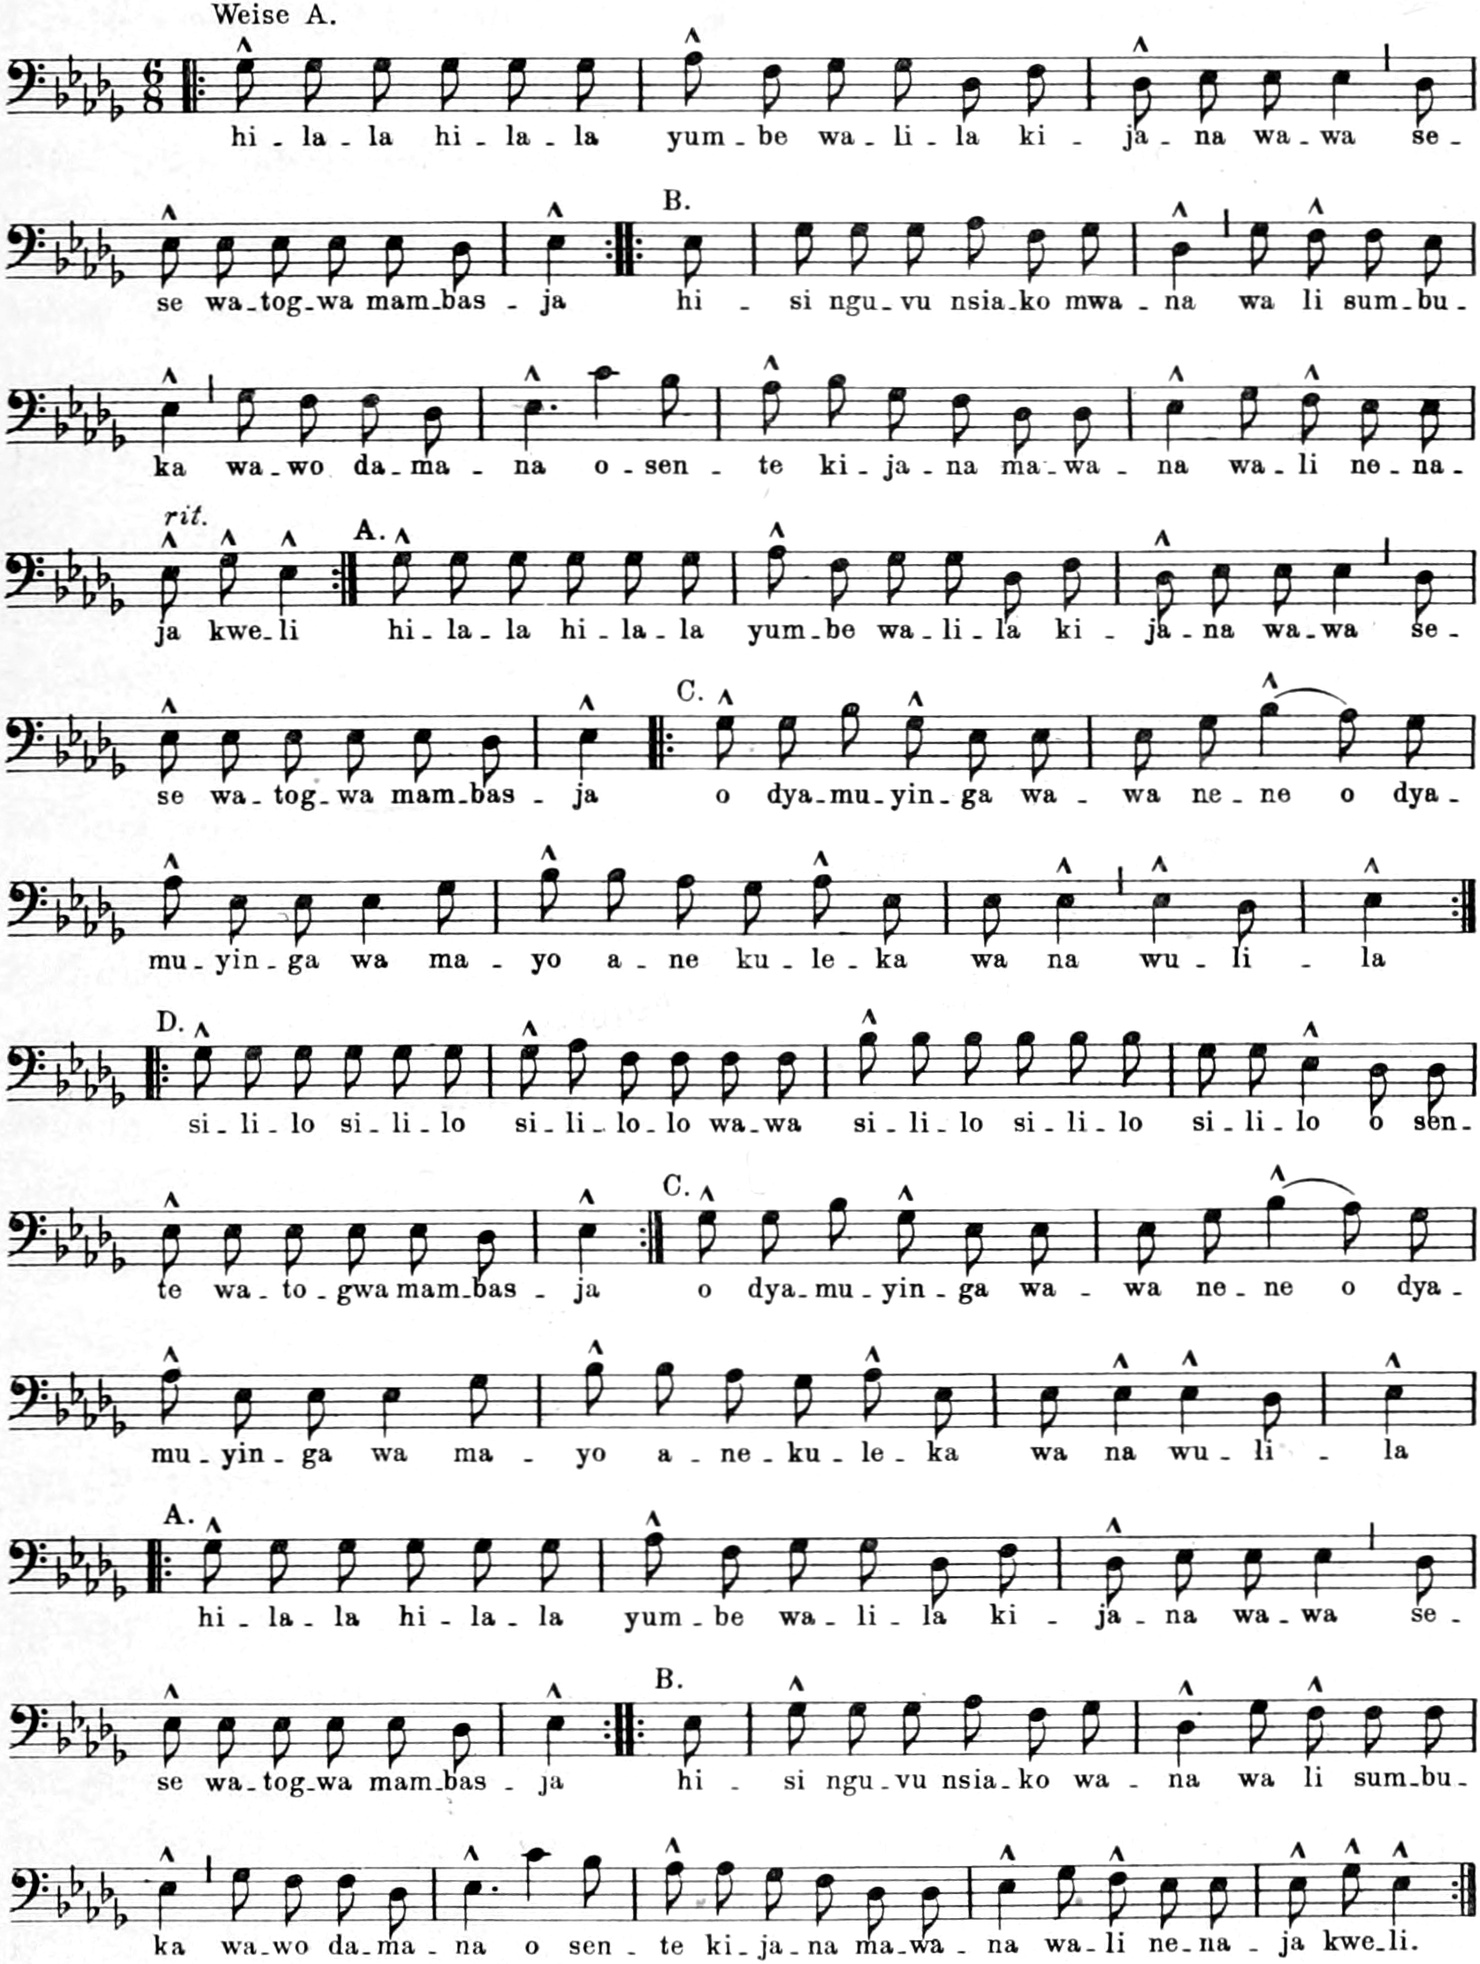 Weise A.
6
8
hi - la - la hi - la - la yum - be wa - li - la ki - ja - na wa - wa se -
B.
se wa - tog - wa mam - bas - ja hi - si ngu - vu nsia - ko mwa - na wa li sum - bu -
ka wa - wo da - ma - na o - sen - te ki - ja - na ma - wa - na wa - li ne - na -
rit.
A.
ja kwe - li hi - la - la hi - la - la yum - be wa - li - la ki - ja - na wa - wa se -
C.
se wa - tog - wa mam - bas - ja o dya - mu - yin - ga wa - wa ne - ne o dya -
mu - yin - ga wa ma - yo a - ne ku - le - ka wa na wu - li - la
D.
si - li - lo si - li - lo si - li - lo - lo wa - wa si - li - lo si - li - lo si - li - lo o sen -
C.
te wa - to - gwa mam - bas - ja o dya - mu - yin - ga wa - wa ne - ne o dya -
mu - yin - ga wa ma - yo a - ne - ku - le - ka wa na wu - li - la
A.
hi - la - la hi - la - la yum - be wa - li - la ki - ja - na wa - wa se -
B.
se wa - tog - wa mam - bas - ja hi - si ngu - vu nsia - ko wa - na wa li sum - bu -
ka wa - wo da - ma - na o sen - te ki - ja - na ma - wa - na wa - li ne - na - ja kwe - li.